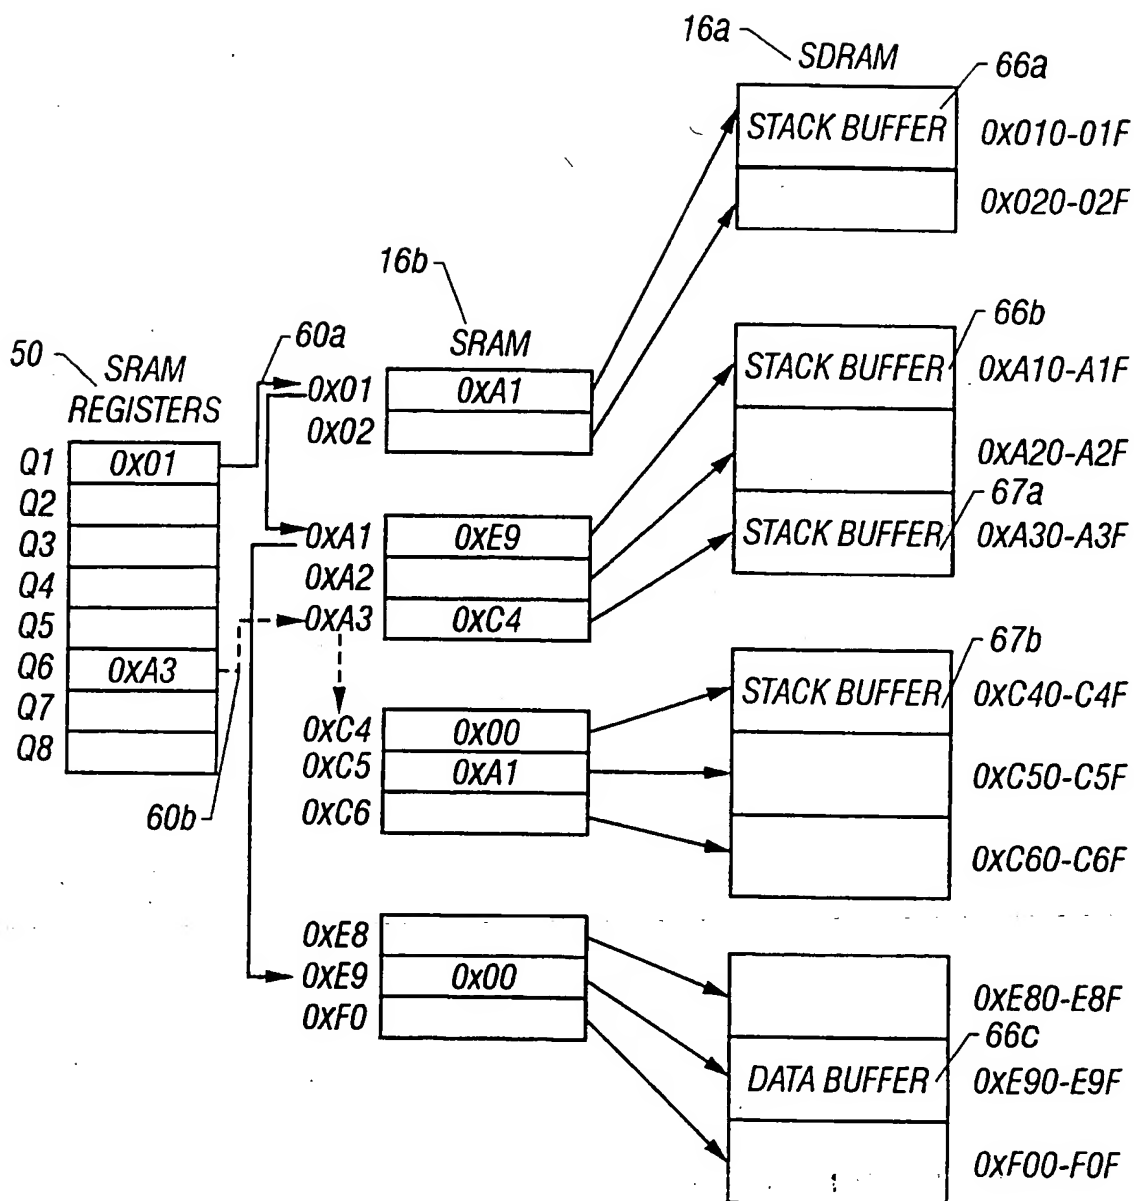 16a
SDRAM
66a
STACK BUFFER 0X010-01F
0X020-02F
16b
SRAM
60a
50
SRAM
REGISTERS
Q1 0X01
Q2
Q3
Q4
Q5
Q6 0XA3
Q7
Q8
60b
0X01 0XA1
0X02
0XA1 0XE9
0XA2
0XA3 0XC4
0XC4 0X00
0XC5 0XA1
0XC6
0XE8
0XE9 0X00
0XF0
66b
STACK BUFFER 0XA10-A1F
0XA20-A2F
67a
STACK BUFFER 0XA30-A3F
67b
STACK BUFFER 0XC40-C4F
0XC50-C5F
0XC60-C6F
0XE80-E8F
66c
DATA BUFFER 0XE90-E9F
0XF00-F0F